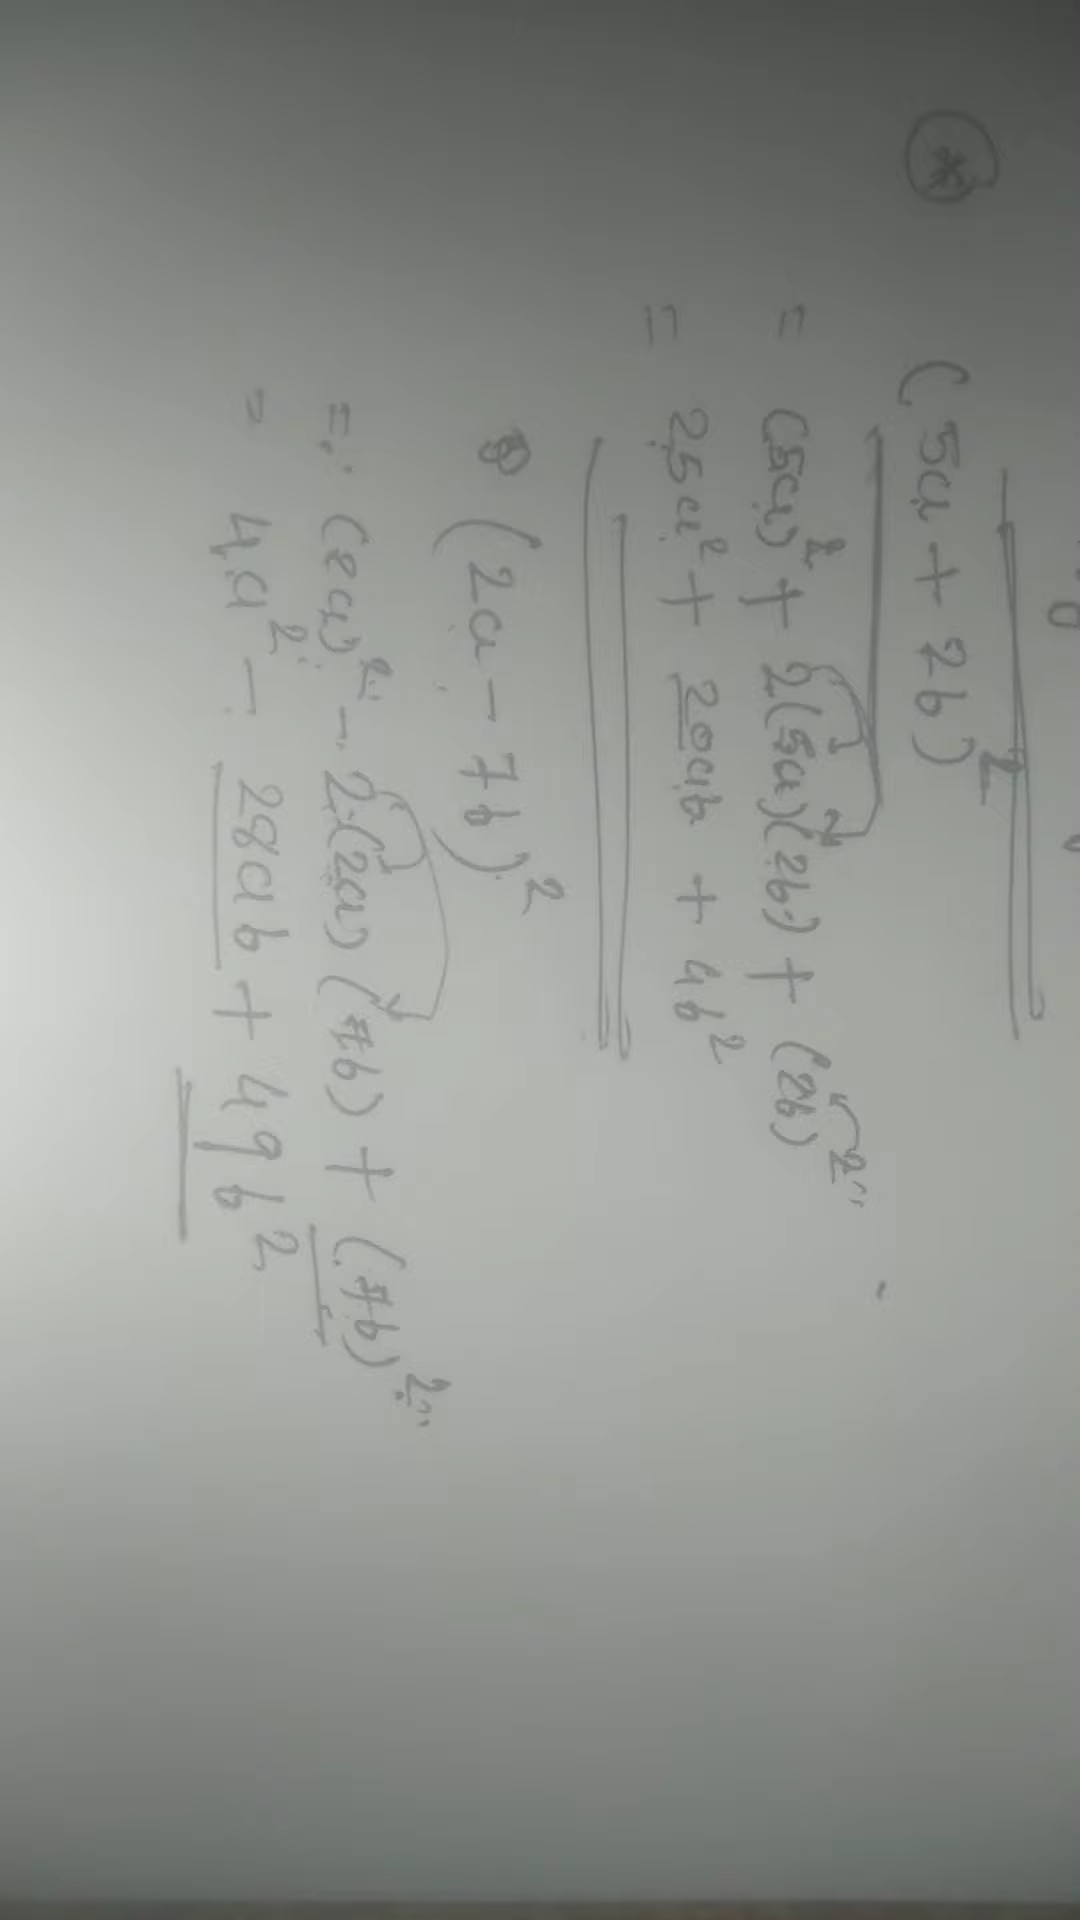 (5a + 2b)²
= (5a)² + 2(5a)(2b) + (2b)²
= 25a² + 20ab + 4b²
(2a - 7b)²
= (2a)² - 2(2a)(7b) + (7b)²
= 4a² - 28ab + 49b²